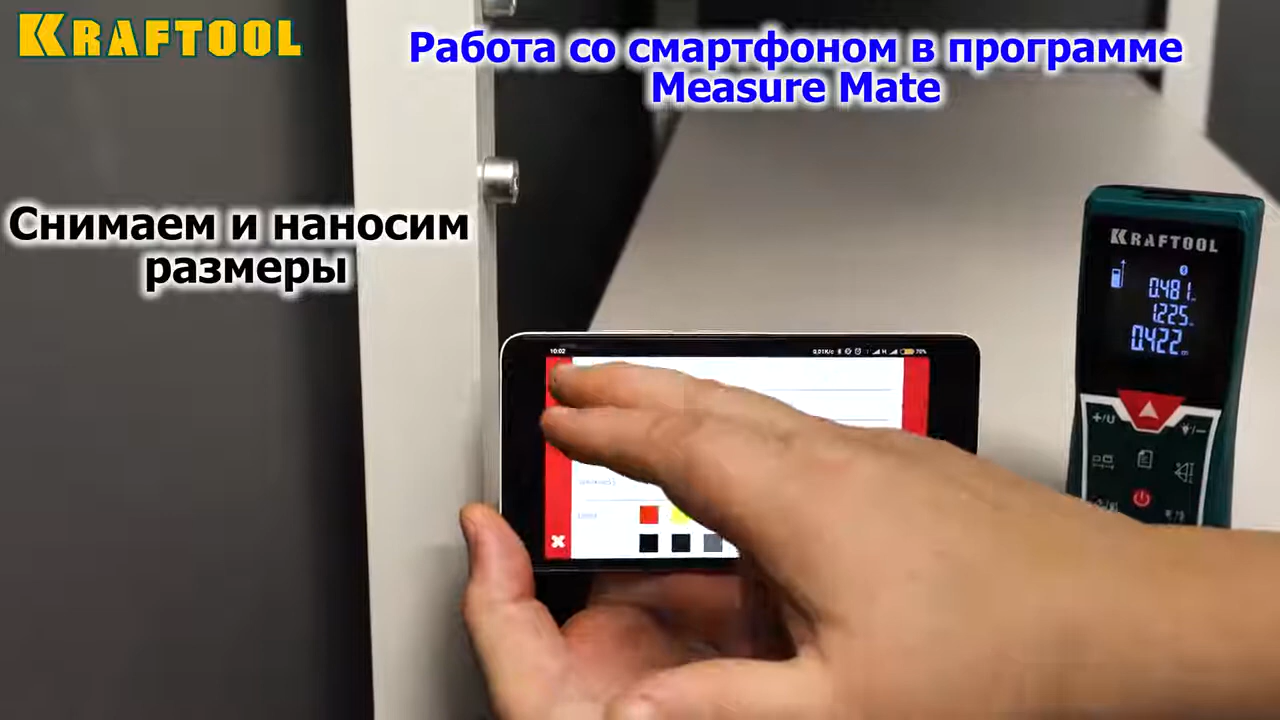 KRAFTOOL
Работа со смартфоном в программе
Measure Mate
Снимаем и наносим
размеры
KRAFTOOL
0.481
1.225
0.422
10:02